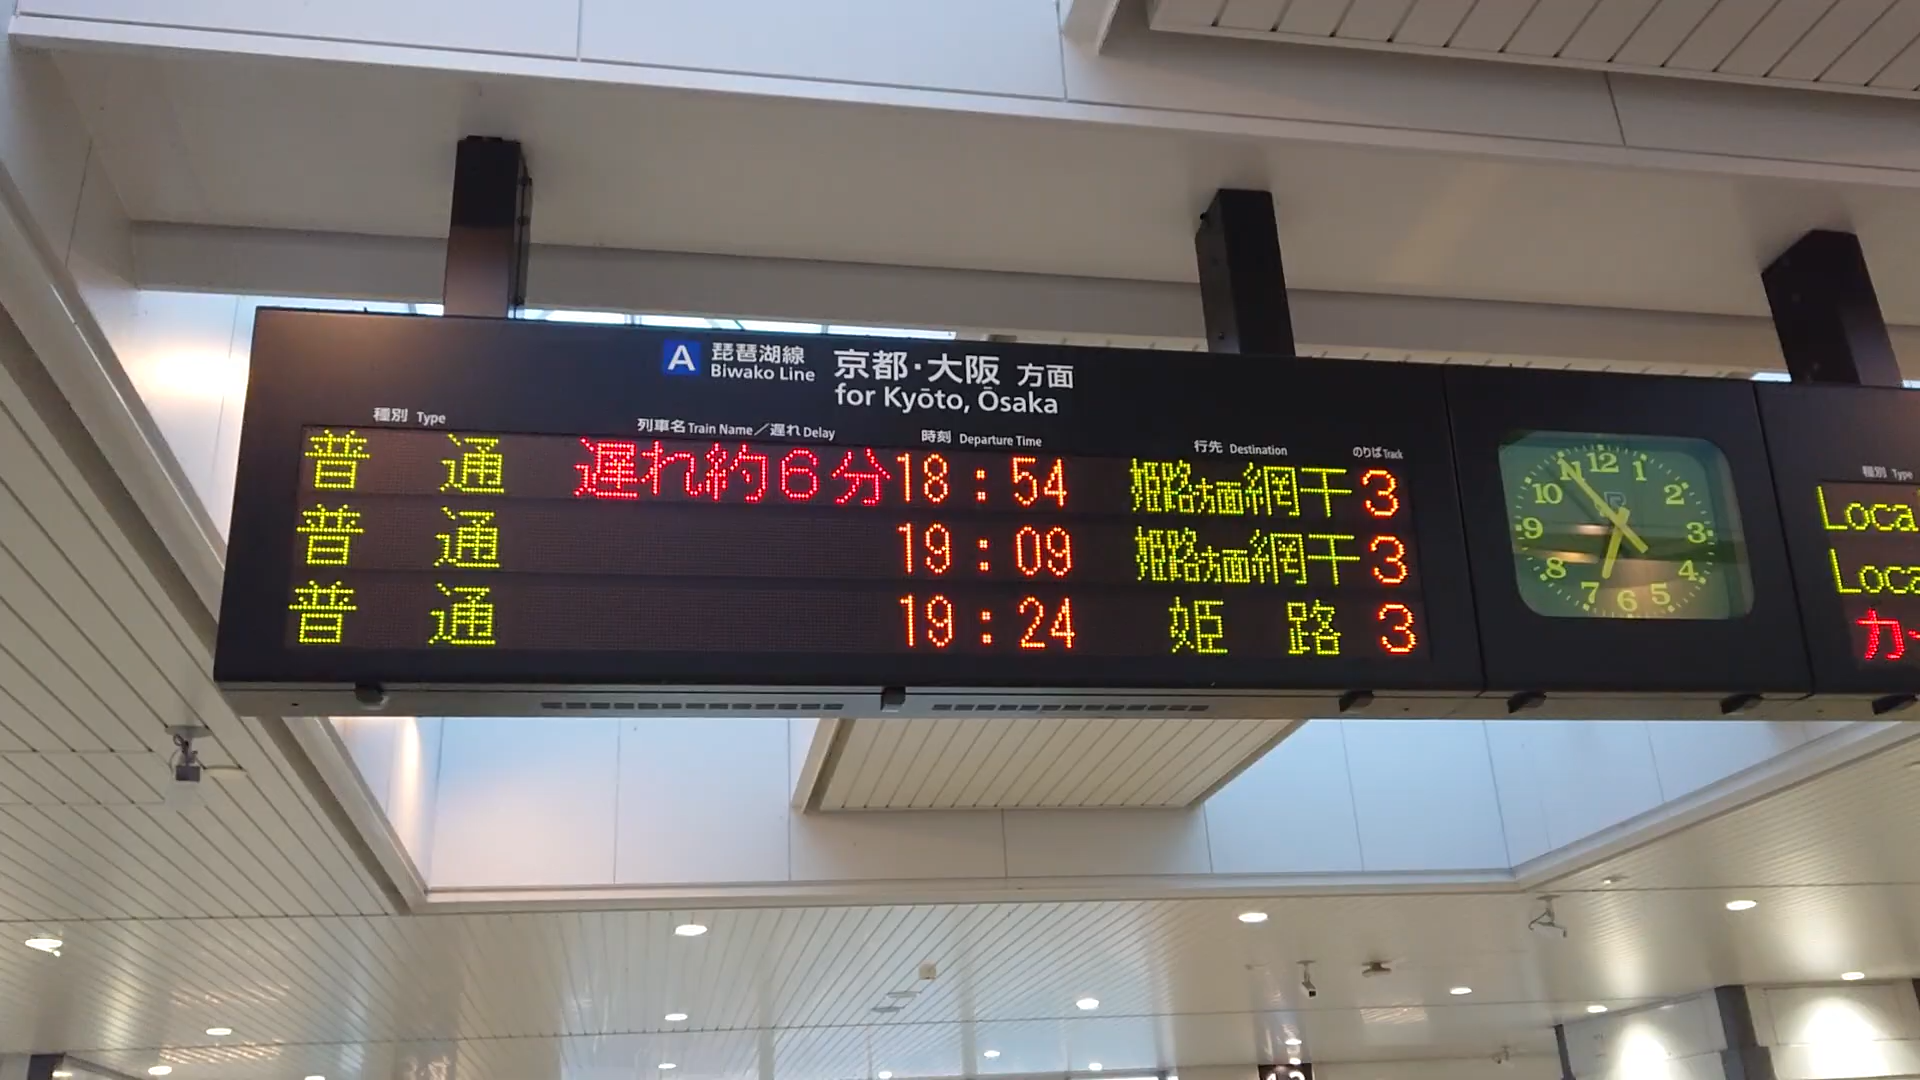 A 琵琶湖線 Biwako Line 京都・大阪 方面 for Kyōto, Ōsaka
種別 Type 列車名 Train Name／遅れ Delay 時刻 Departure Time 行先 Destination のりば Track
普通 遅れ約6分 18:54 姫路方面網干 3
普通 19:09 姫路方面網干 3
普通 19:24 姫路 3
12 1 2 3 4 5 6 7 8 9 10 11
種別 Type
Loca
Loca